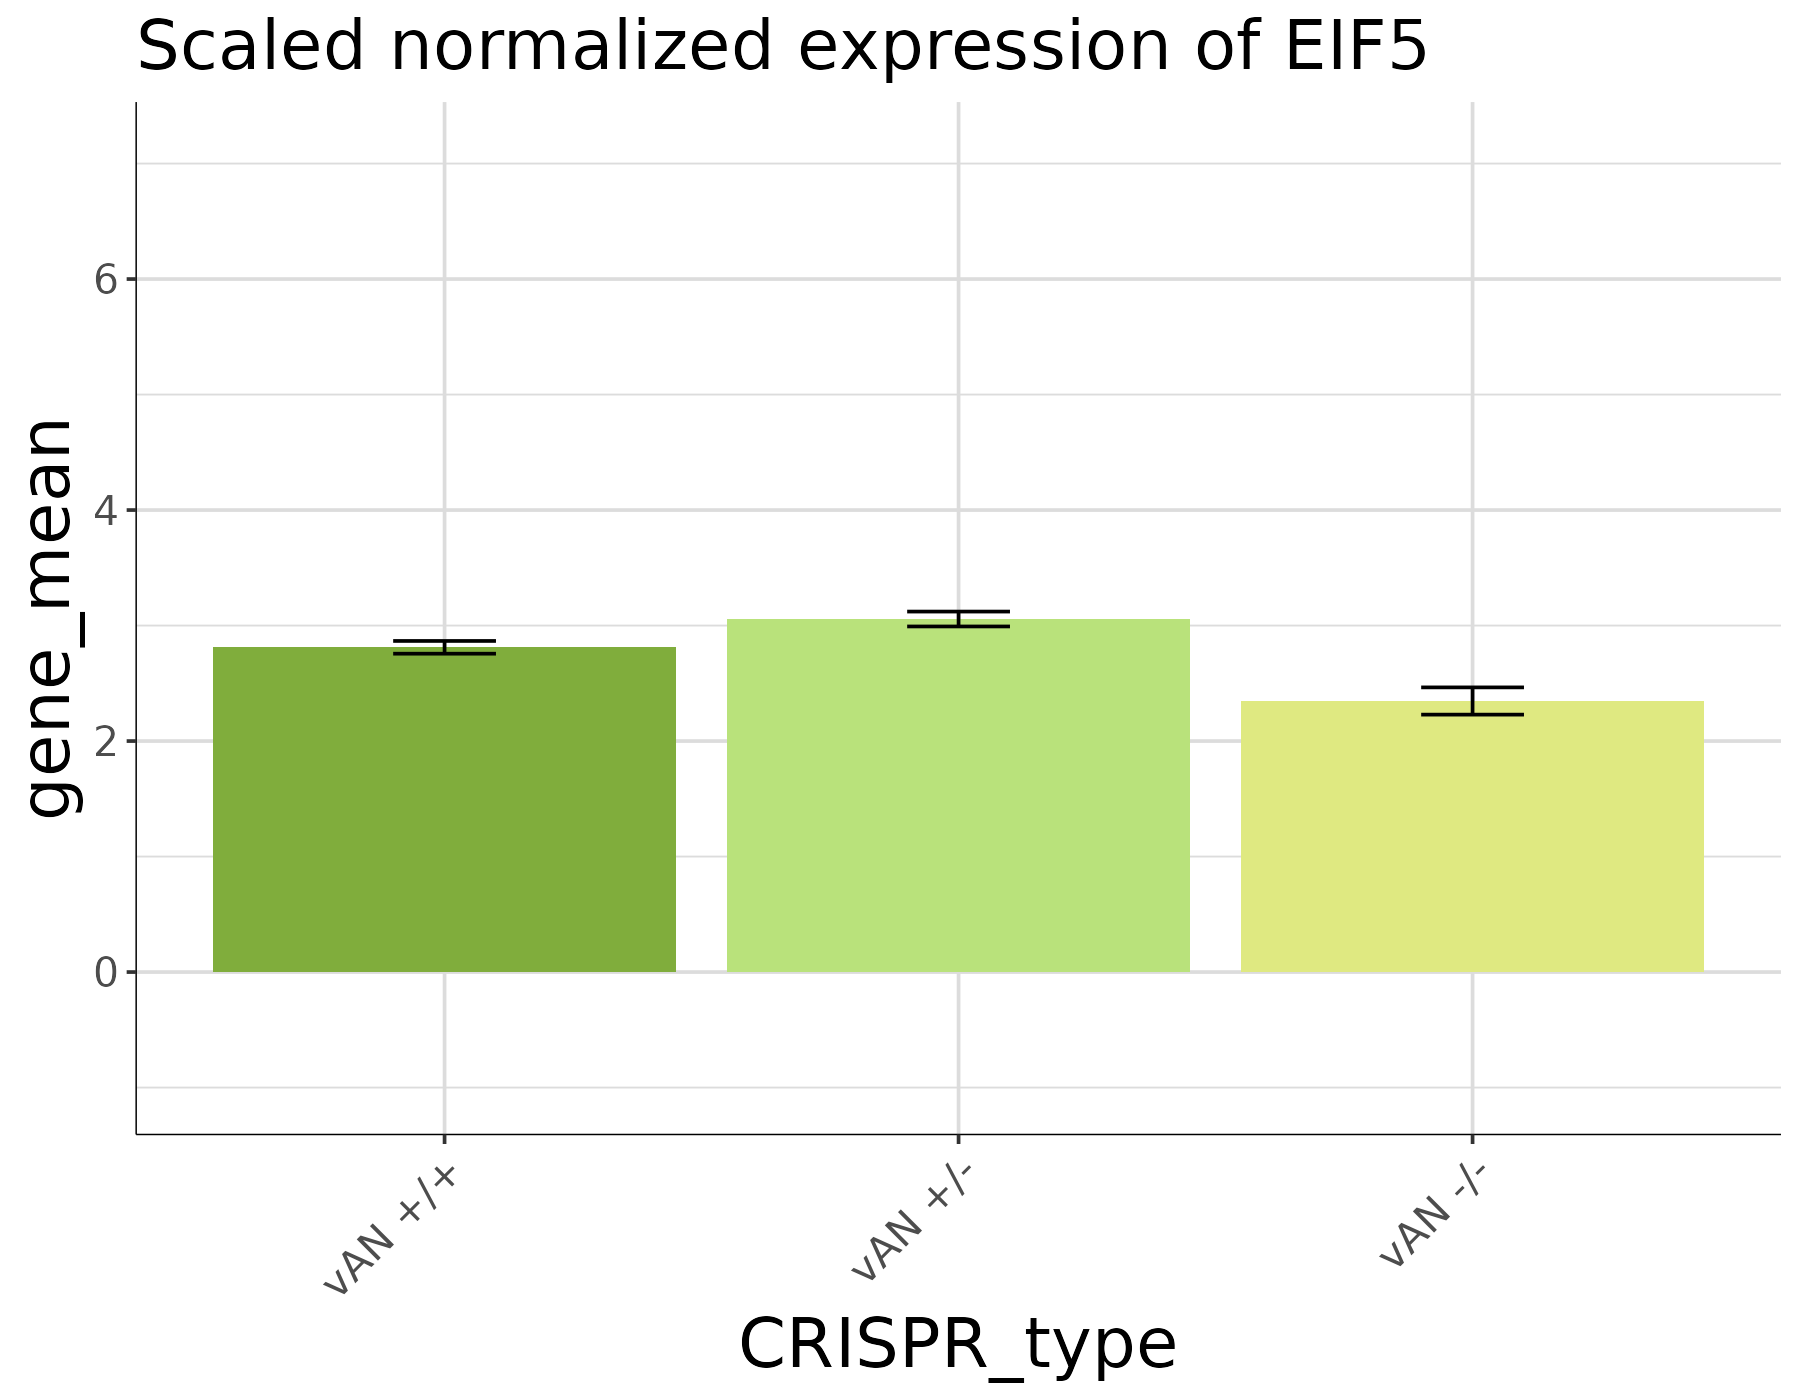 Scaled normalized expression of EIF5
gene_mean
6
4
2
0
vAN +/+
vAN +/-
vAN -/-
CRISPR_type